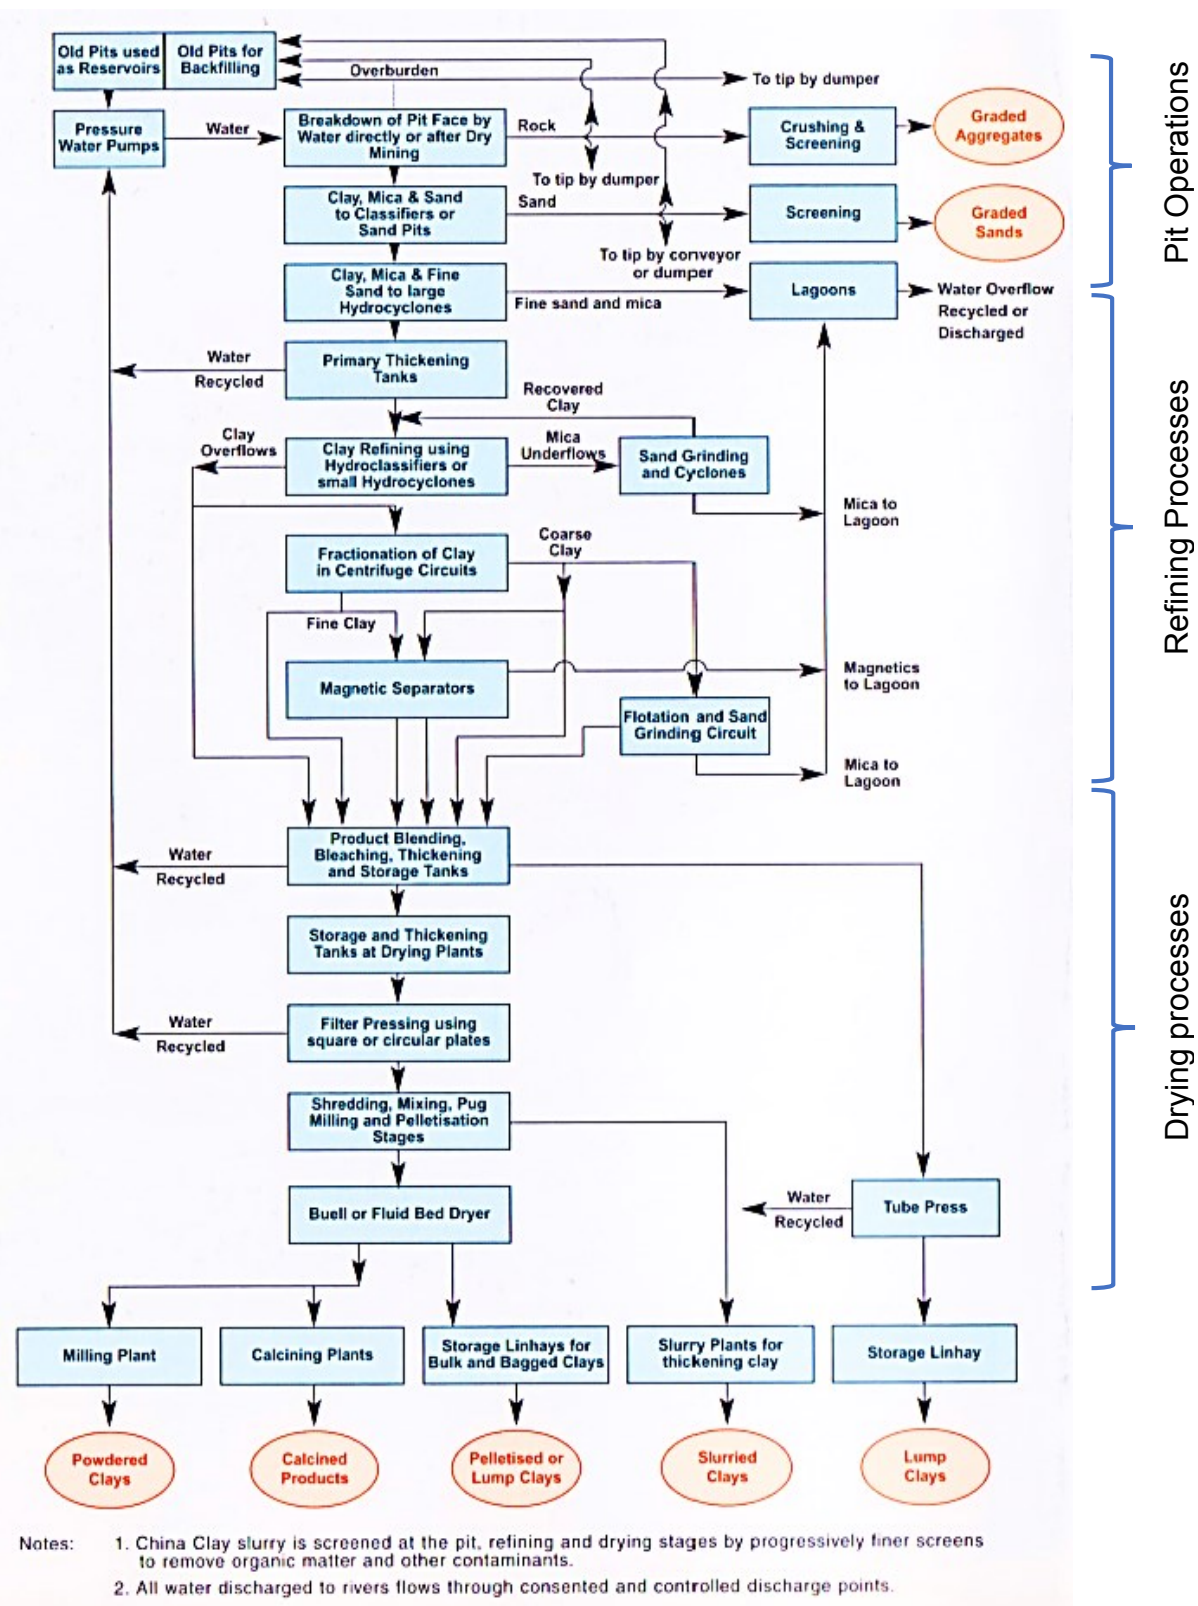 Old Pits used
as Reservoirs
Old Pits for
Backfilling
Overburden
To tip by dumper
Pressure
Water Pumps
Water
Breakdown of Pit Face by
Water directly or after Dry
Mining
Rock
Crushing &
Screening
Graded
Aggregates
To tip by dumper
Clay, Mica & Sand
to Classifiers or
Sand Pits
Sand
Screening
Graded
Sands
To tip by conveyor
or dumper
Clay, Mica & Fine
Sand to large
Hydrocyclones
Fine sand and mica
Lagoons
Water Overflow
Recycled or
Discharged
Pit Operations
Water
Recycled
Primary Thickening
Tanks
Recovered
Clay
Clay
Overflows
Clay Refining using
Hydroclassifiers or
small Hydrocyclones
Mica
Underflows
Sand Grinding
and Cyclones
Mica to
Lagoon
Fractionation of Clay
in Centrifuge Circuits
Coarse
Clay
Fine Clay
Magnetic Separators
Magnetics
to Lagoon
Flotation and Sand
Grinding Circuit
Mica to
Lagoon
Refining Processes
Product Blending,
Bleaching, Thickening
and Storage Tanks
Water
Recycled
Storage and Thickening
Tanks at Drying Plants
Filter Pressing using
square or circular plates
Water
Recycled
Shredding, Mixing, Pug
Milling and Pelletisation
Stages
Buell or Fluid Bed Dryer
Water
Recycled
Tube Press
Drying processes
Milling Plant
Calcining Plants
Storage Linhays for
Bulk and Bagged Clays
Slurry Plants for
thickening clay
Storage Linhay
Powdered
Clays
Calcined
Products
Pelletised or
Lump Clays
Slurried
Clays
Lump
Clays
Notes: 1. China Clay slurry is screened at the pit, refining and drying stages by progressively finer screens
to remove organic matter and other contaminants.
2. All water discharged to rivers flows through consented and controlled discharge points.